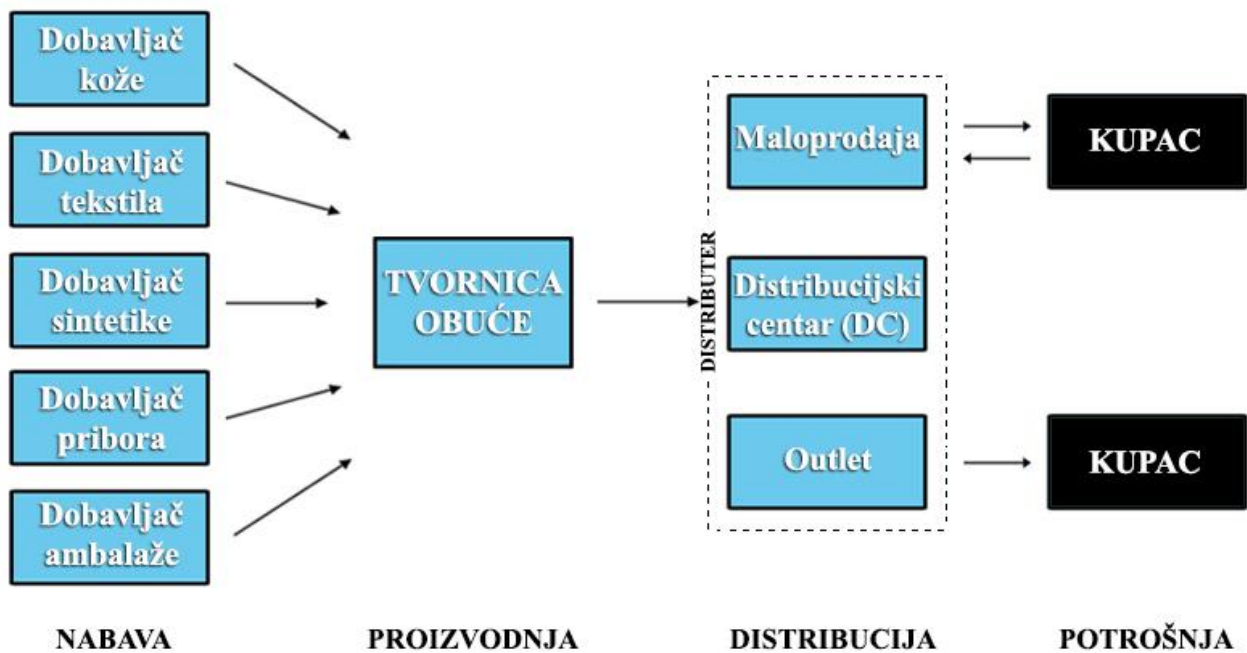 Dobavljač
kože
Dobavljač
tekstila
Dobavljač
sintetike
Dobavljač
pribora
Dobavljač
ambalaže
TVORNICA
OBUĆE
DISTRIBUTER
Maloprodaja
Distribucijski
centar (DC)
Outlet
KUPAC
KUPAC
NABAVA
PROIZVODNJA
DISTRIBUCIJA
POTROŠNJA